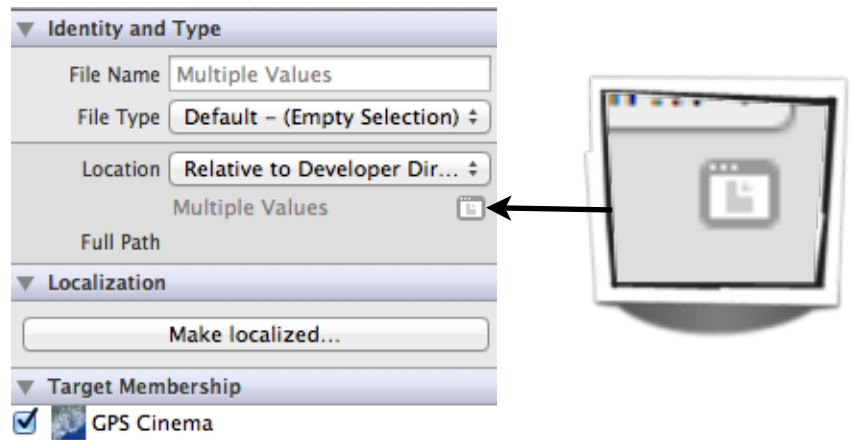 Identity and Type
File Name Multiple Values
File Type Default – (Empty Selection)
Location Relative to Developer Dir...
Multiple Values
Full Path
Localization
Make localized...
Target Membership
GPS Cinema